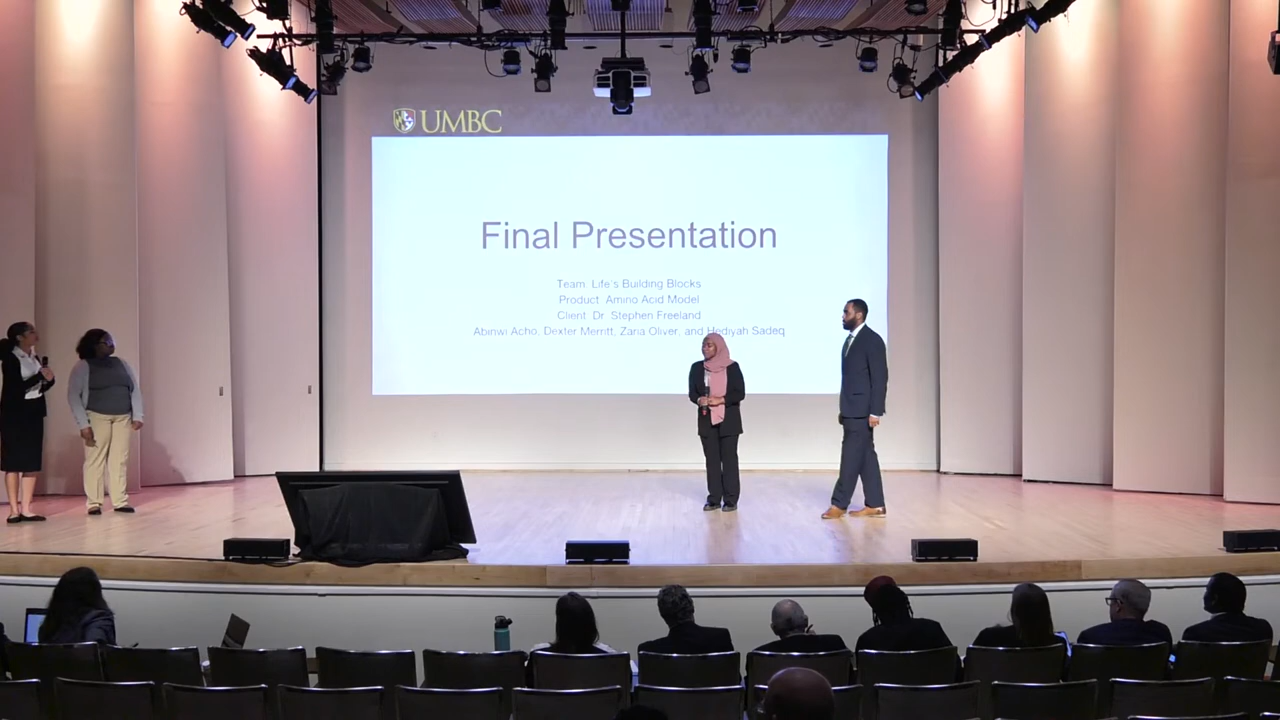 UMBC
Final Presentation
Team: Life's Building Blocks
Product: Amino Acid Model
Client: Dr. Stephen Freeland
Abinwi Acho, Dexter Merritt, Zaria Oliver, and Hediyah Sadeq